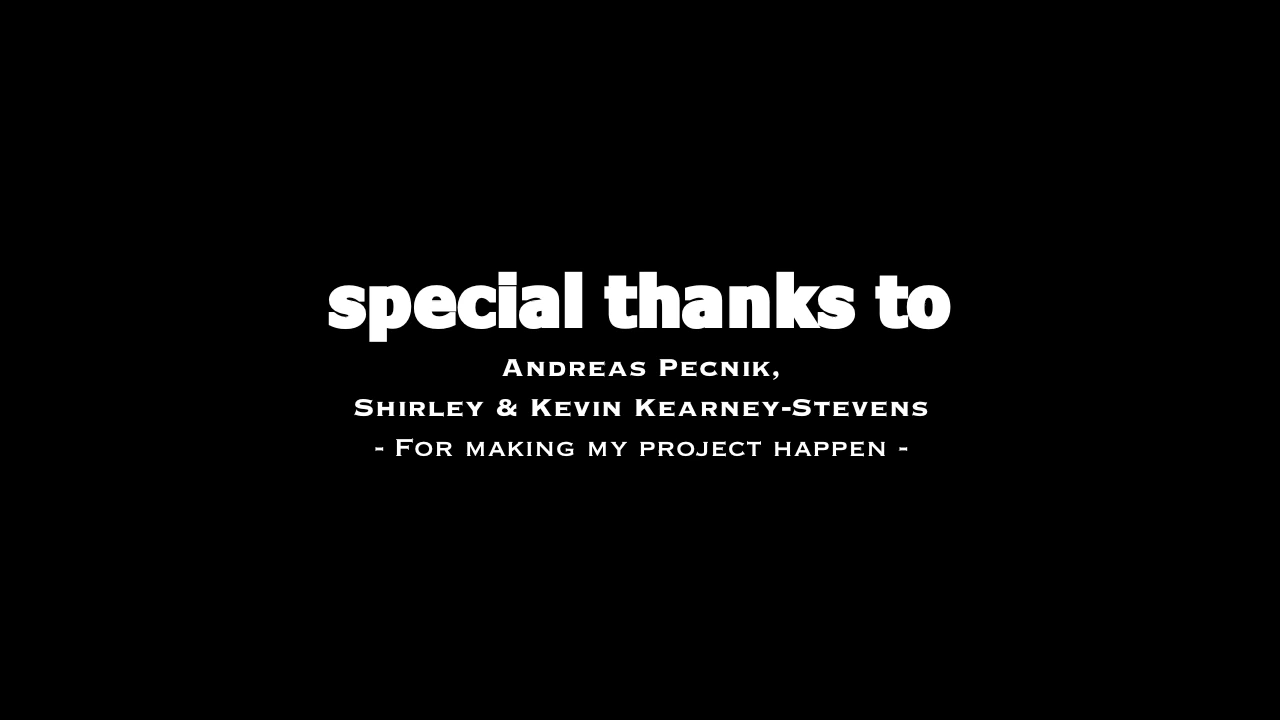 special thanks to
Andreas Pecnik,
Shirley & Kevin Kearney-Stevens
- For making my project happen -